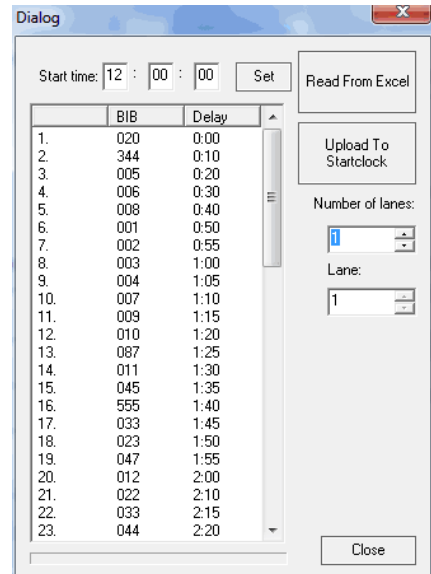 Dialog
Start time: 12 : 00 : 00 Set
Read From Excel
BIB Delay
1. 020 0:00
2. 344 0:10
3. 005 0:20
4. 006 0:30
5. 008 0:40
6. 001 0:50
7. 002 0:55
8. 003 1:00
9. 004 1:05
10. 007 1:10
11. 009 1:15
12. 010 1:20
13. 087 1:25
14. 011 1:30
15. 045 1:35
16. 555 1:40
17. 033 1:45
18. 023 1:50
19. 047 1:55
20. 012 2:00
21. 022 2:10
22. 033 2:15
23. 044 2:20
Upload To
Startclock
Number of lanes:
1
Lane:
1
Close